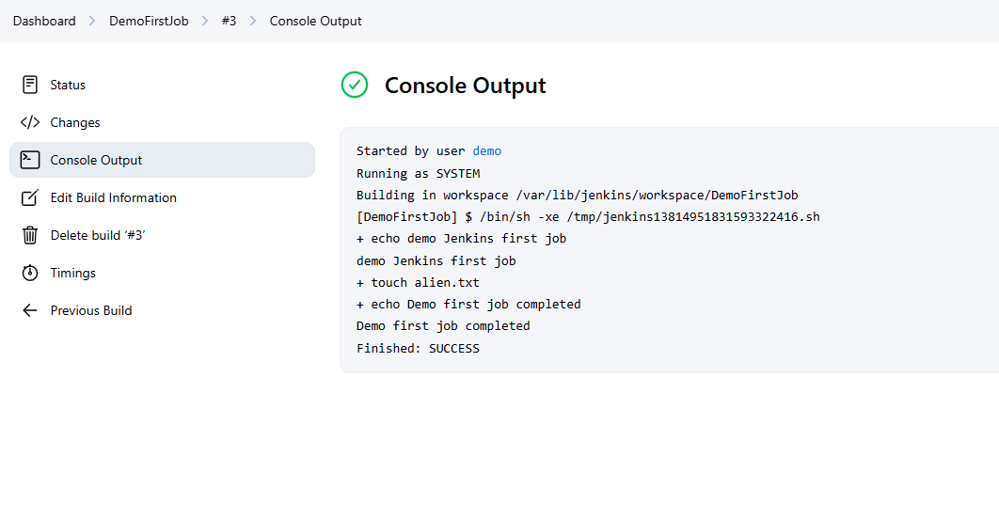 Dashboard > DemoFirstJob > #3 > Console Output
Status
Changes
Console Output
Edit Build Information
Delete build ‘#3’
Timings
Previous Build
Console Output
Started by user demo
Running as SYSTEM
Building in workspace /var/lib/jenkins/workspace/DemoFirstJob
[DemoFirstJob] $ /bin/sh -xe /tmp/jenkins13814951831593322416.sh
+ echo demo Jenkins first job
demo Jenkins first job
+ touch alien.txt
+ echo Demo first job completed
Demo first job completed
Finished: SUCCESS